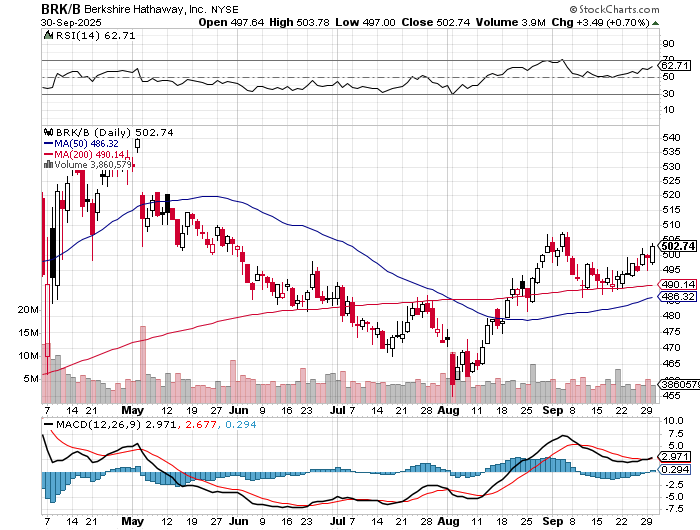 BRK/B Berkshire Hathaway, Inc. NYSE © StockCharts.com
30-Sep-2025 Open 497.64 High 503.78 Low 497.00 Close 502.74 Volume 3.9M Chg +3.49 (+0.70%)
RSI(14) 62.71
90
70
62.71
50
30
10
BRK/B (Daily) 502.74
MA(50) 486.32
MA(200) 490.14
Volume 3,860,579
540
535
530
525
520
515
510
505
502.74
500
495
490.14
486.32
480
475
470
465
460
455
20M
15M
10M
5M
3860579
7 14 21 May 12 19 27 Jun 9 16 23 Jul 7 14 21 28 Aug 11 18 25 Sep 8 15 22 29
MACD(12,26,9) 2.971, 2.677, 0.294
10.0
7.5
5.0
2.971
0.294
-2.5
-5.0
-7.5
7 14 21 May 12 19 27 Jun 9 16 23 Jul 7 14 21 28 Aug 11 18 25 Sep 8 15 22 29